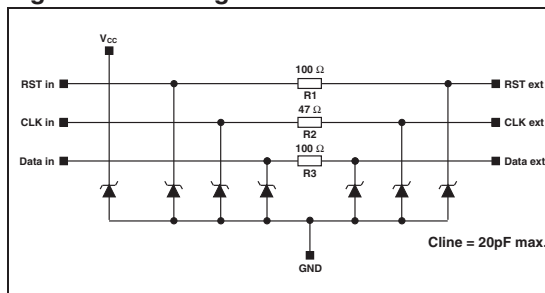 V_CC
100 Ω
RST in
RST ext
R1
47 Ω
CLK in
CLK ext
R2
100 Ω
Data in
Data ext
R3
Cline = 20pF max.
GND